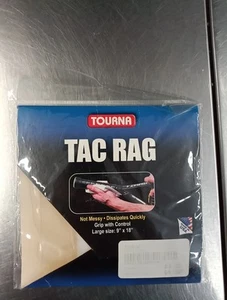 TOURNA
TAC RAG
Not Messy • Dissipates Quickly
Grip with Control
Large size: 9" x 18"